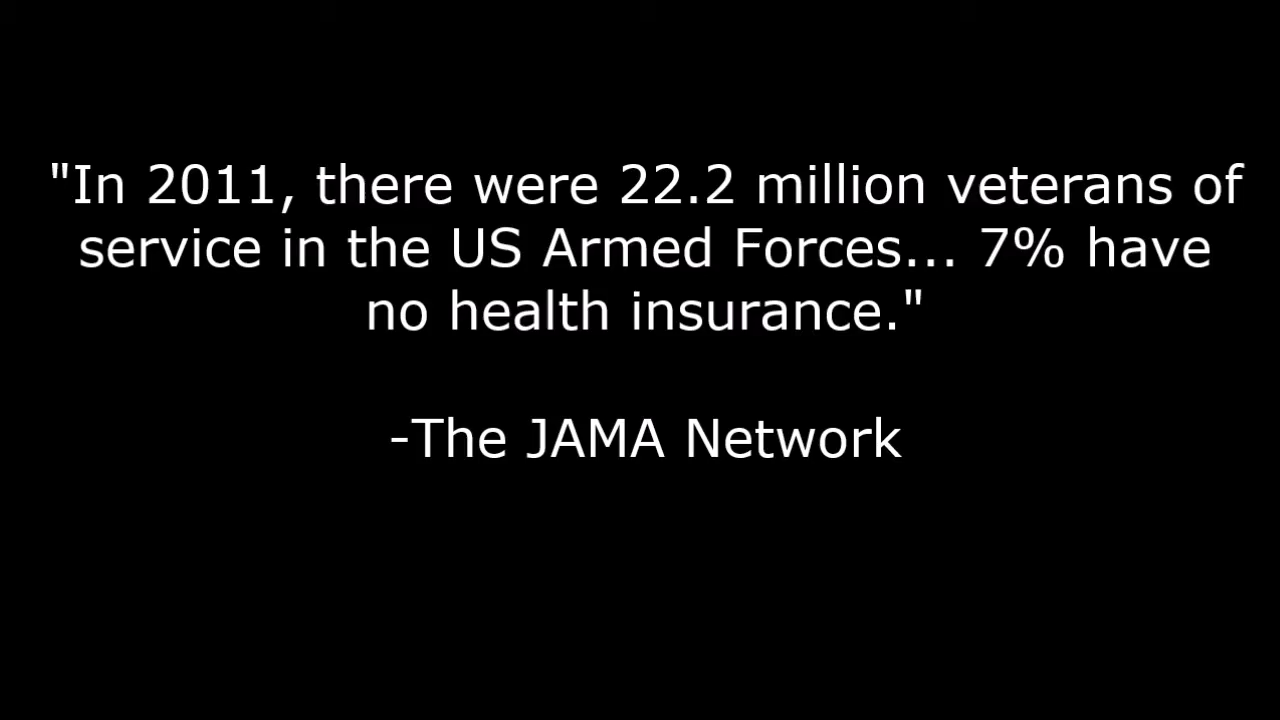 "In 2011, there were 22.2 million veterans of
service in the US Armed Forces... 7% have
no health insurance."
-The JAMA Network